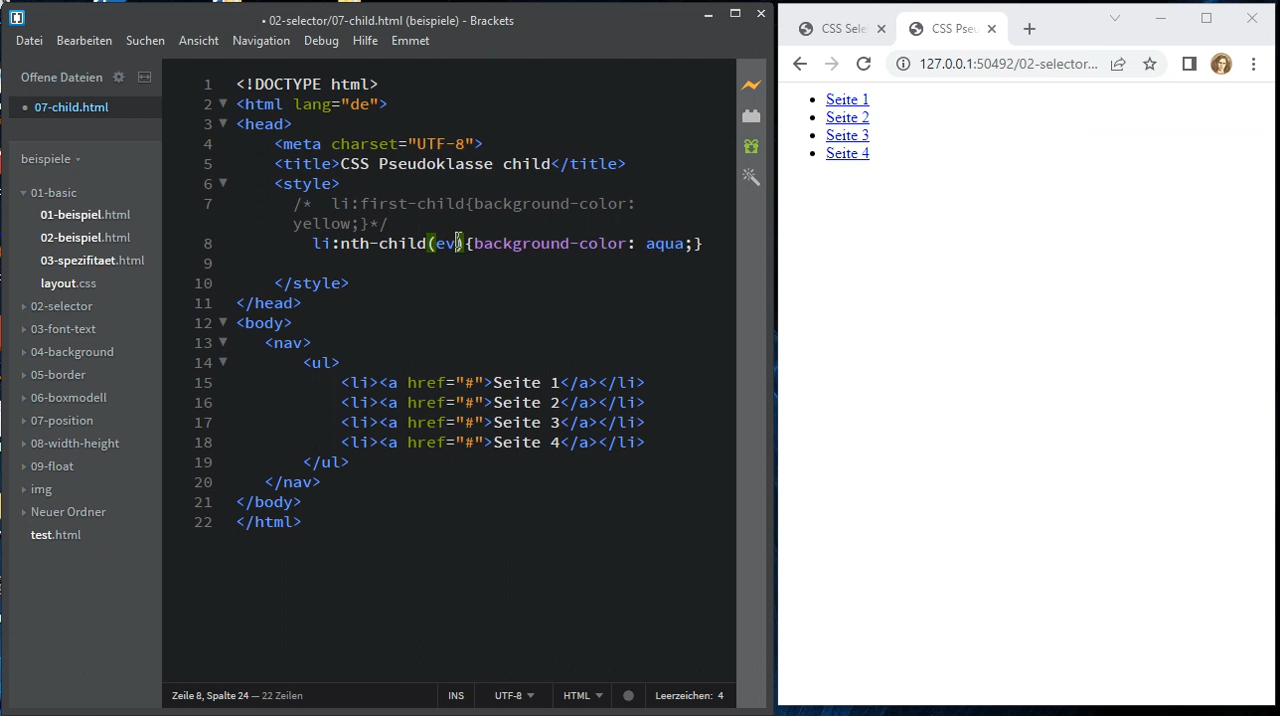 • 02-selector/07-child.html (beispiele) - Brackets
Datei Bearbeiten Suchen Ansicht Navigation Debug Hilfe Emmet
Offene Dateien
• 07-child.html
beispiele
01-basic
01-beispiel.html
02-beispiel.html
03-spezifitaet.html
layout.css
02-selector
03-font-text
04-background
05-border
06-boxmodell
07-position
08-width-height
09-float
img
Neuer Ordner
test.html
1 <!DOCTYPE html>
2 <html lang="de">
3 <head>
4 <meta charset="UTF-8">
5 <title>CSS Pseudoklasse child</title>
6 <style>
7 /* li:first-child{background-color:
yellow;}*/
8 li:nth-child(ev){background-color: aqua;}
9
10 </style>
11 </head>
12 <body>
13 <nav>
14 <ul>
15 <li><a href="#">Seite 1</a></li>
16 <li><a href="#">Seite 2</a></li>
17 <li><a href="#">Seite 3</a></li>
18 <li><a href="#">Seite 4</a></li>
19 </ul>
20 </nav>
21 </body>
22 </html>
Zeile 8, Spalte 24 — 22 Zeilen INS UTF-8 HTML Leerzeichen: 4
CSS Sele CSS Pseu
127.0.0.1:50492/02-selector...
• Seite 1
• Seite 2
• Seite 3
• Seite 4